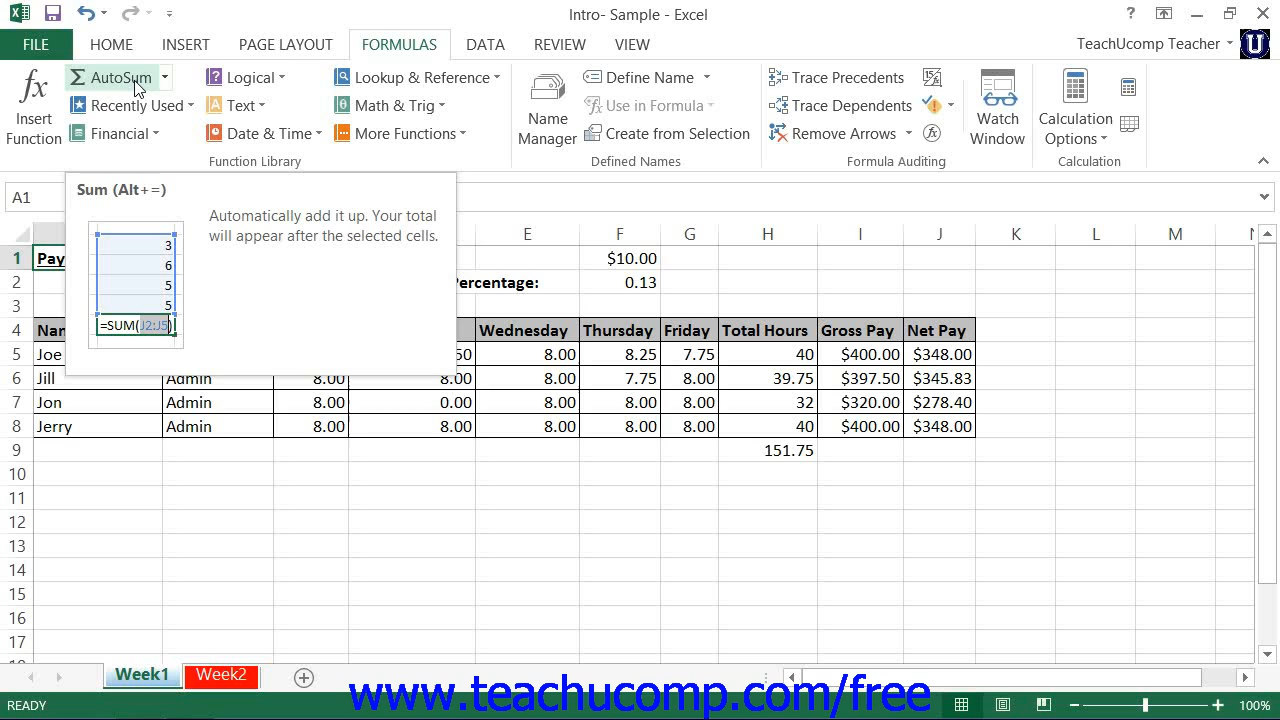 Intro- Sample - Excel
?
FILE HOME INSERT PAGE LAYOUT FORMULAS DATA REVIEW VIEW TeachUcomp Teacher U
fx Insert Function
Σ AutoSum
Recently Used
Financial
Logical
Text
Date & Time
Lookup & Reference
Math & Trig
More Functions
Function Library
Name Manager
Define Name
Use in Formula
Create from Selection
Defined Names
Trace Precedents
Trace Dependents
Remove Arrows
Formula Auditing
Watch Window
Calculation Options
Calculation
A1
Sum (Alt+=)
Automatically add it up. Your total
will appear after the selected cells.
3
6
5
5
=SUM(J2:J5)
E F G H I J K L M
1 Pay $10.00
2 Percentage: 0.13
3
4 Wednesday Thursday Friday Total Hours Gross Pay Net Pay
5 Joe 50 8.00 8.25 7.75 40 $400.00 $348.00
6 Jill Admin 8.00 8.00 8.00 7.75 8.00 39.75 $397.50 $345.83
7 Jon Admin 8.00 0.00 8.00 8.00 8.00 32 $320.00 $278.40
8 Jerry Admin 8.00 8.00 8.00 8.00 8.00 40 $400.00 $348.00
9 151.75
10
11
12
13
14
15
16
17
Week1 Week2
www.teachucomp.com/free
READY 100%